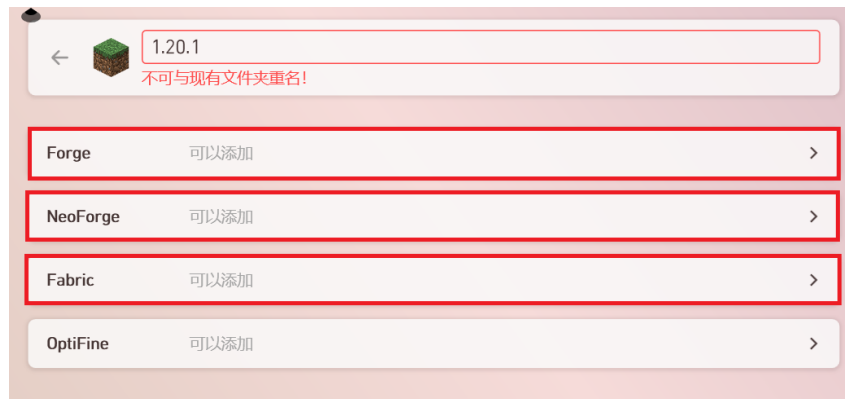 1.20.1
不可与现有文件夹重名!
Forge 可以添加
NeoForge 可以添加
Fabric 可以添加
OptiFine 可以添加